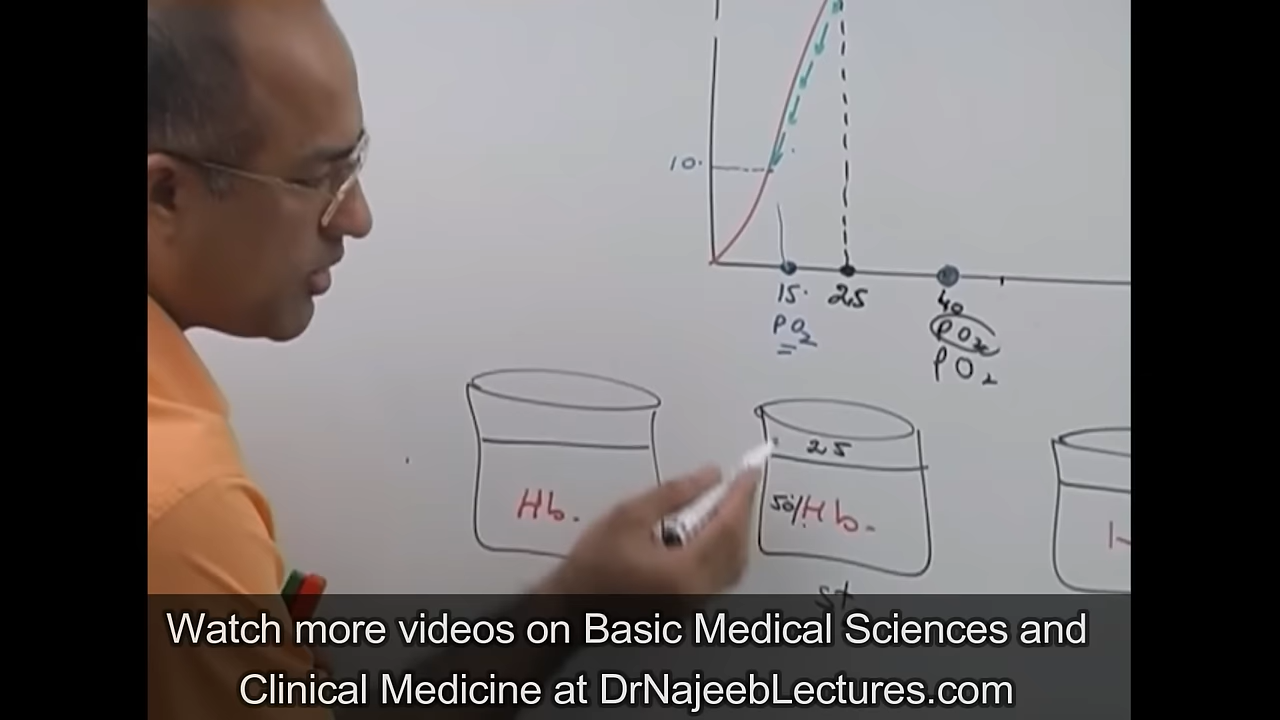 10.
15. 25 40
PO2 PO2
PO2
25
Hb. 50% Hb.
st
Watch more videos on Basic Medical Sciences and
Clinical Medicine at DrNajeebLectures.com